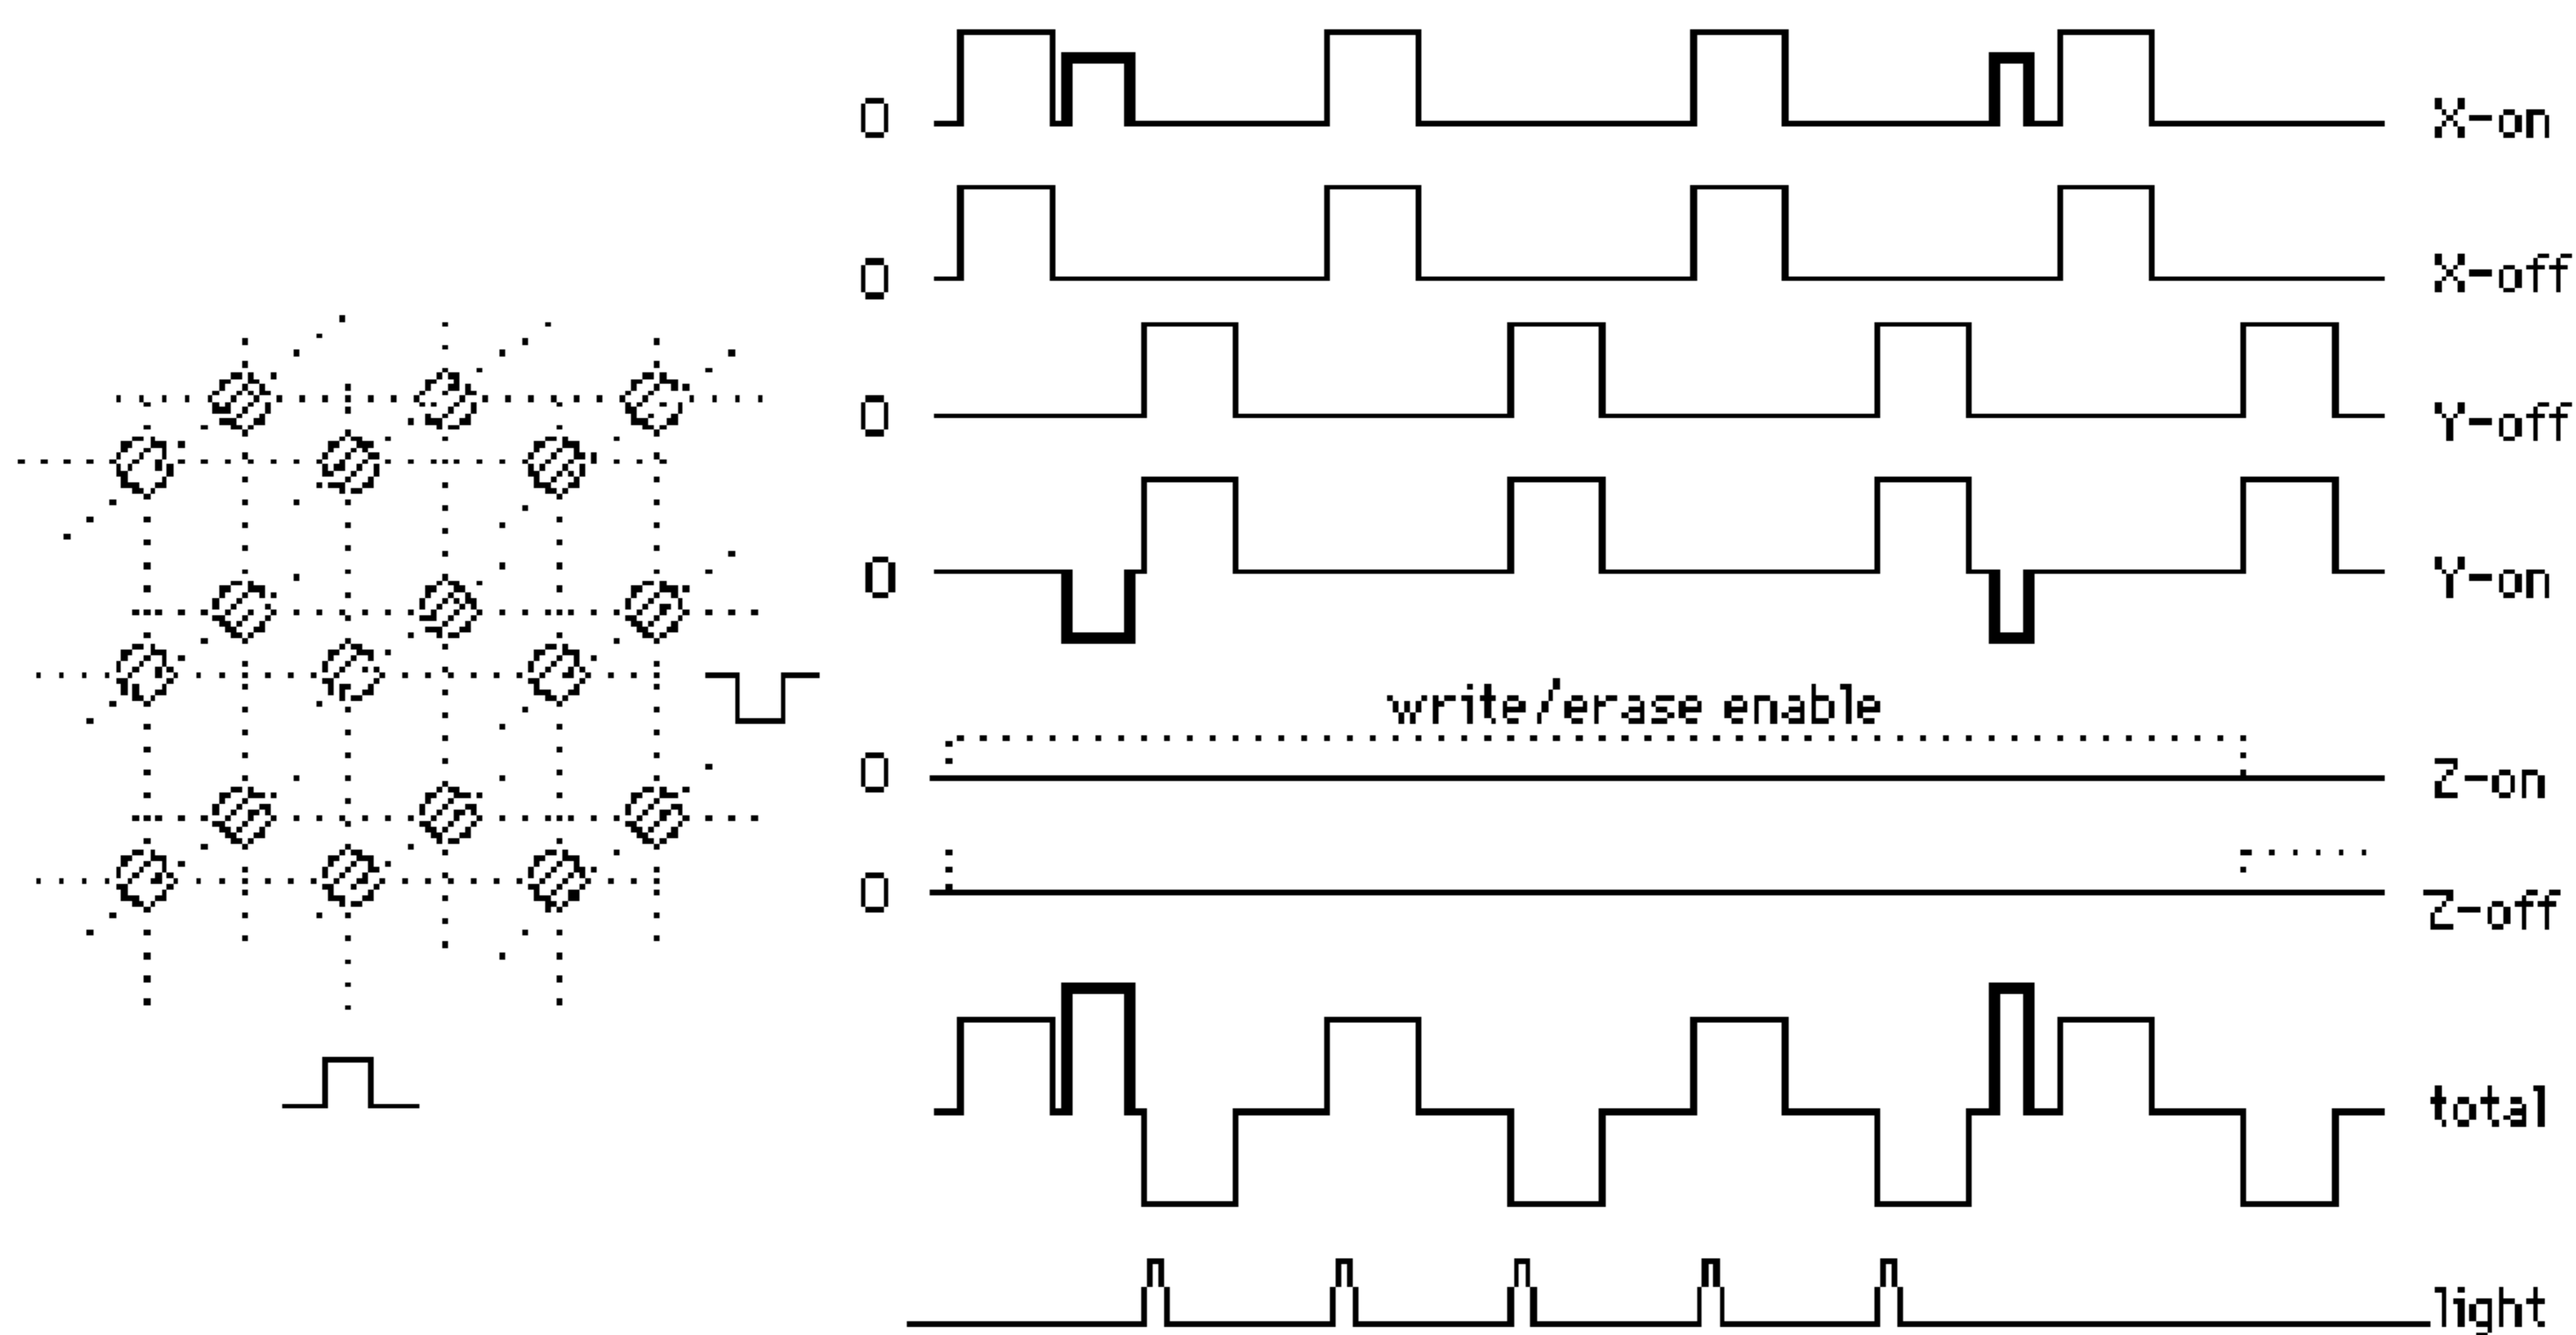 0 X-on
0 X-off
0 Y-off
0 Y-on
write/erase enable
0 Z-on
0 Z-off
total
light